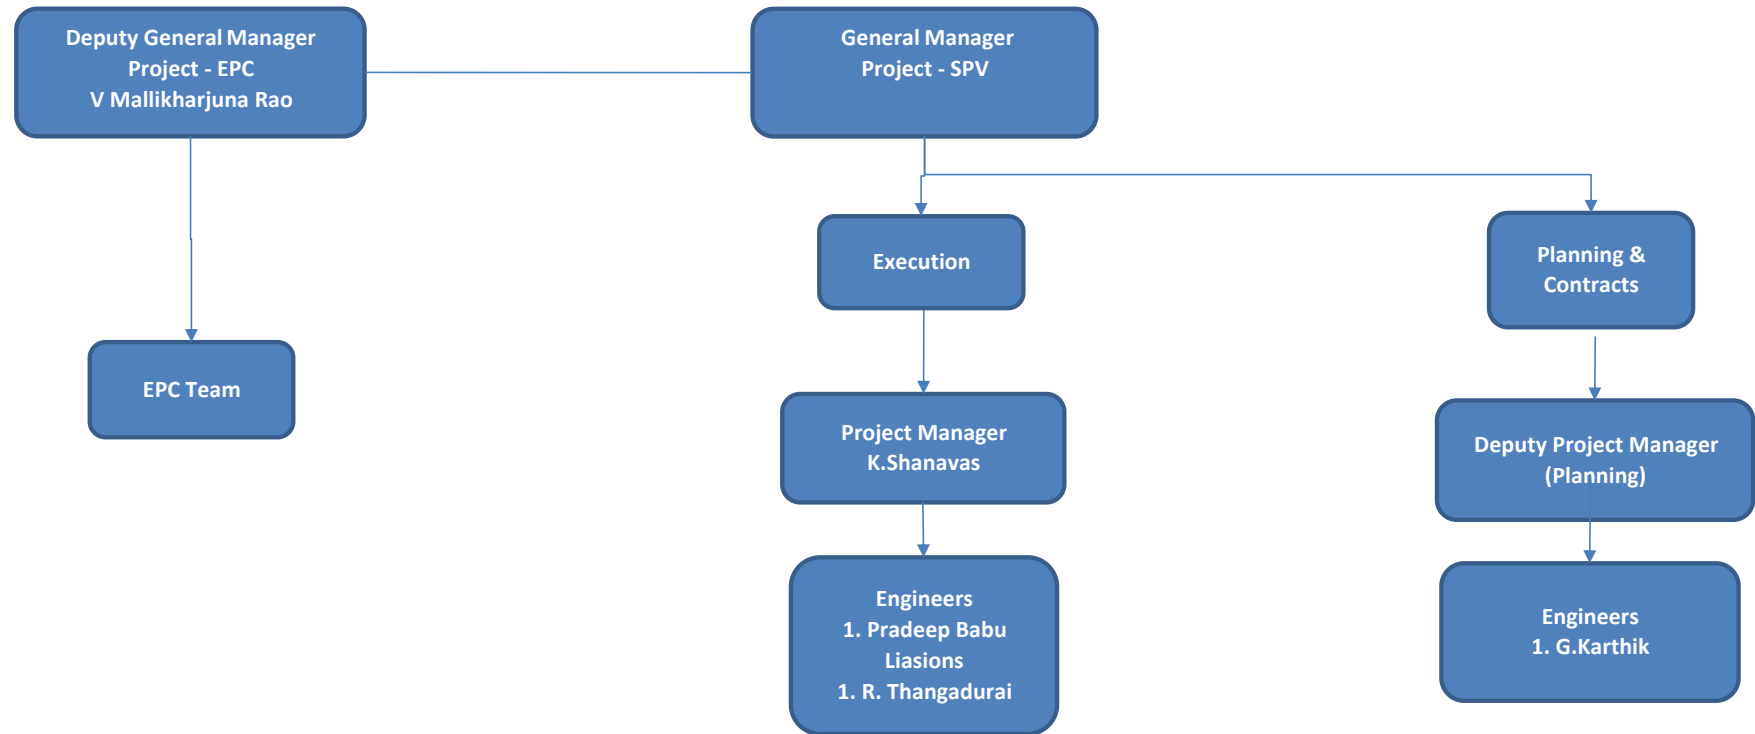 Deputy General Manager
Project - EPC
V Mallikharjuna Rao
General Manager
Project - SPV
Execution
Planning &
Contracts
EPC Team
Project Manager
K.Shanavas
Deputy Project Manager
(Planning)
Engineers
1. Pradeep Babu
Liasions
1. R. Thangadurai
Engineers
1. G.Karthik